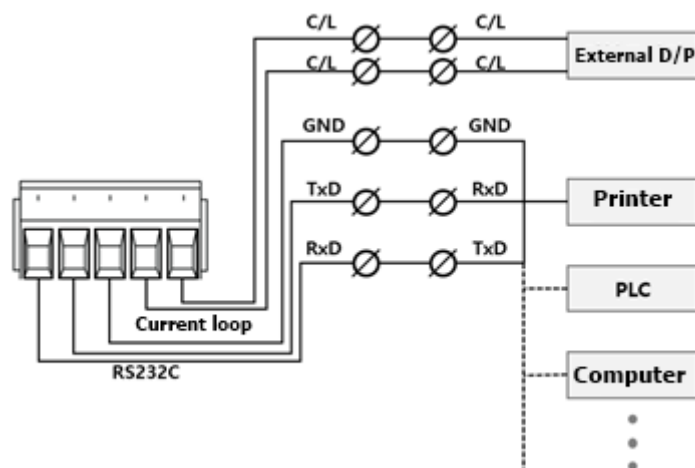 C/L C/L
External D/P
C/L C/L
GND GND
TxD RxD
Printer
RxD TxD
PLC
Current loop
RS232C
Computer